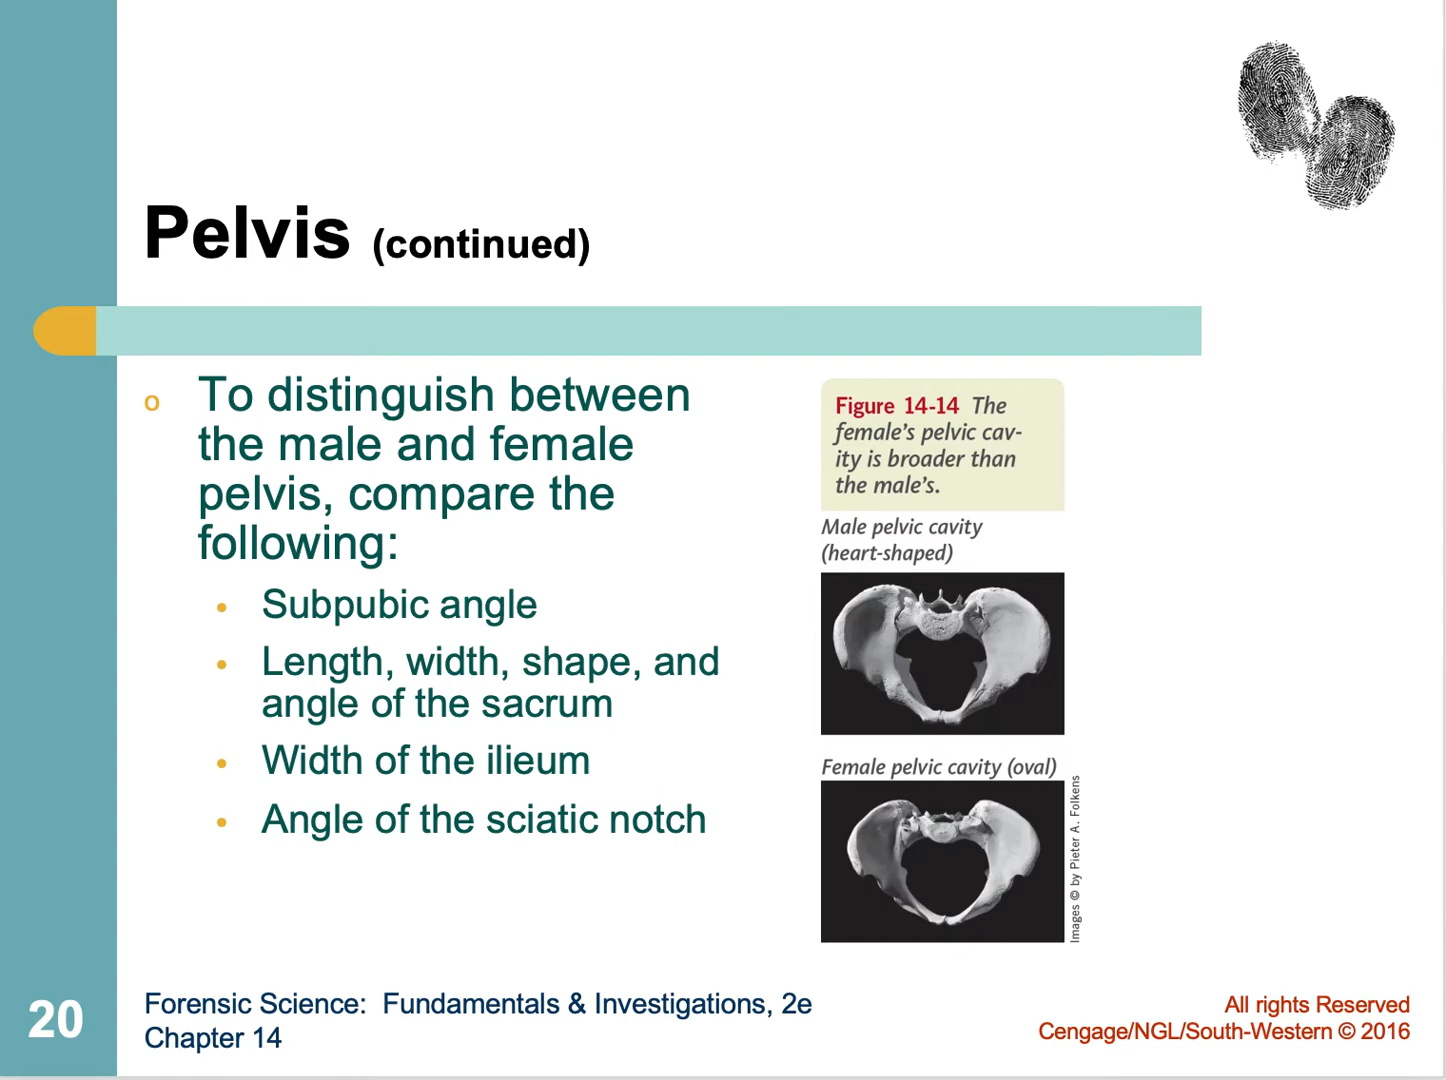 Pelvis (continued)
o To distinguish between
the male and female
pelvis, compare the
following:
• Subpubic angle
• Length, width, shape, and
angle of the sacrum
• Width of the ilieum
• Angle of the sciatic notch
Figure 14-14 The
female's pelvic cav-
ity is broader than
the male's.
Male pelvic cavity
(heart-shaped)
Female pelvic cavity (oval)
Images © by Pieter A. Folkens
20
Forensic Science: Fundamentals & Investigations, 2e
Chapter 14
All rights Reserved
Cengage/NGL/South-Western © 2016